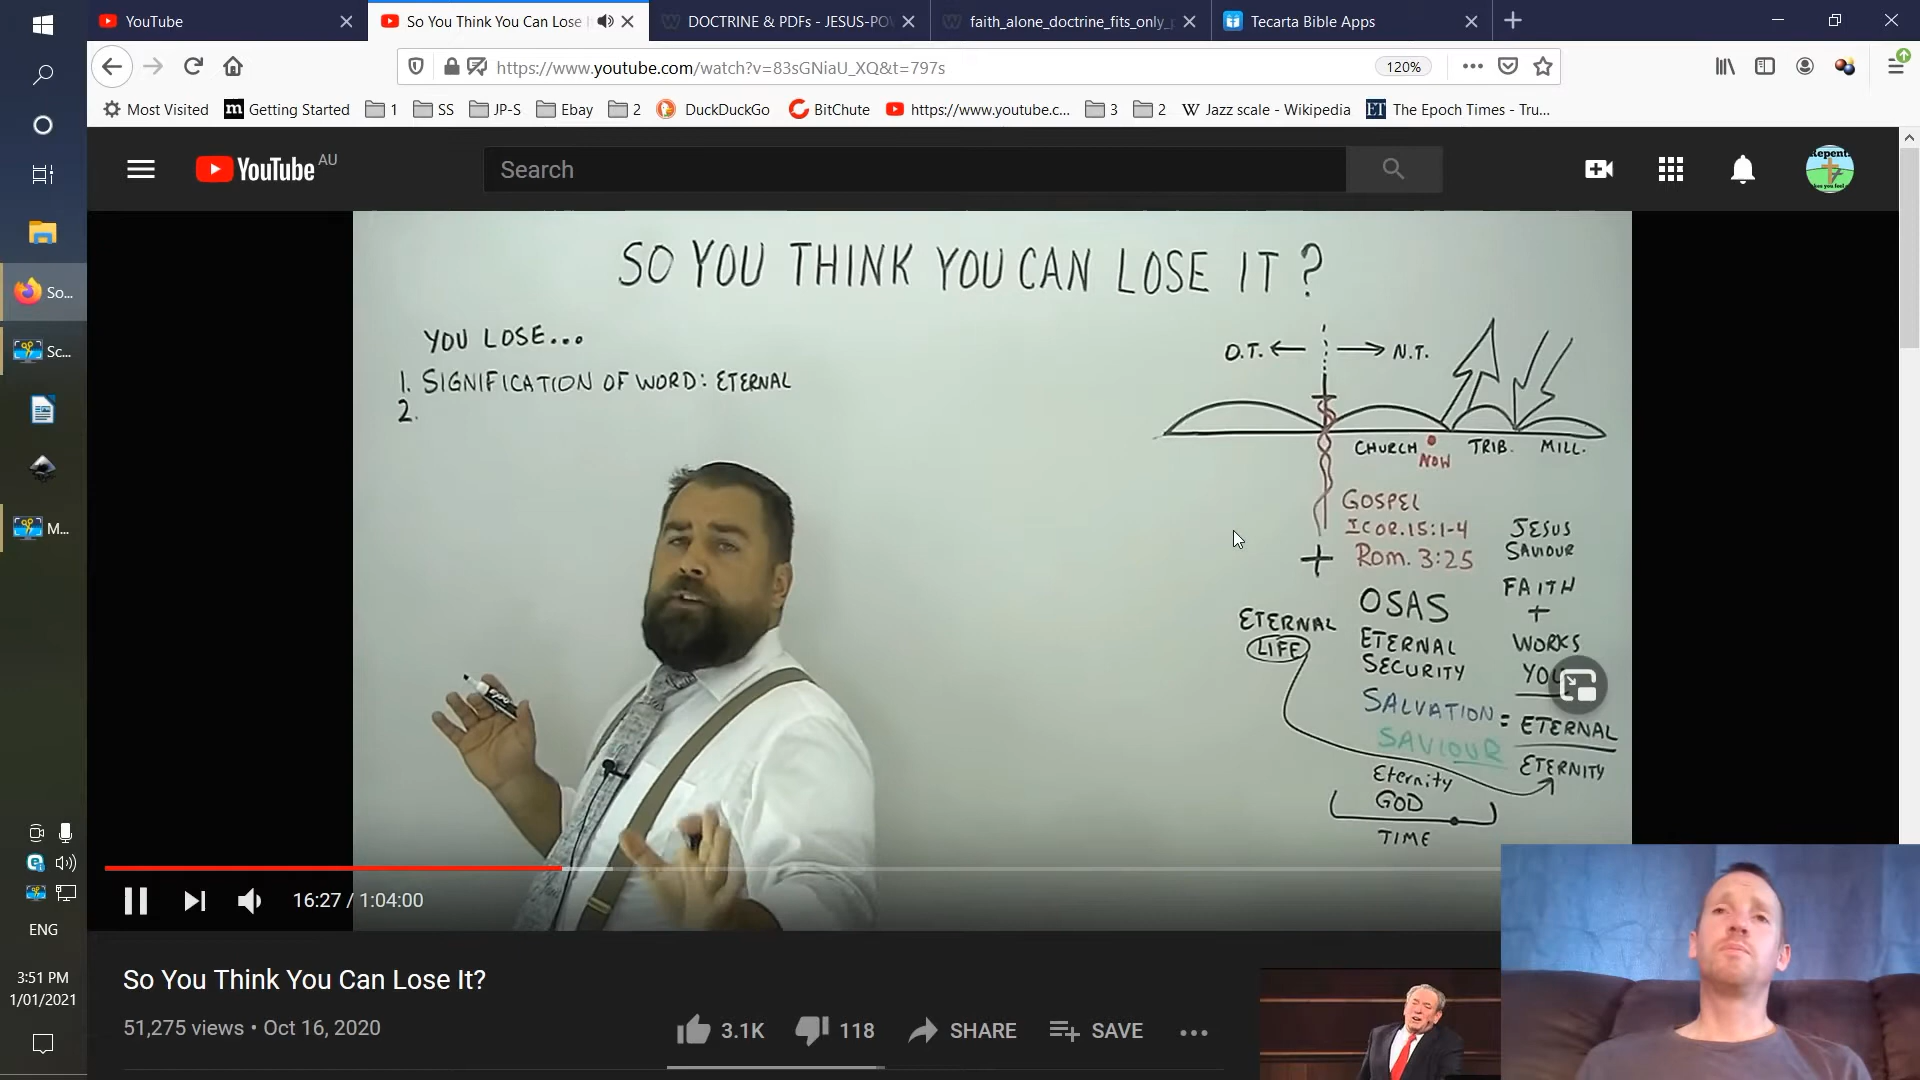 YouTube
So You Think You Can Lose
DOCTRINE & PDFs - JESUS-PO
faith_alone_doctrine_fits_only_
Tecarta Bible Apps
https://www.youtube.com/watch?v=83sGNiaU_XQ&t=797s
120%
Most Visited
Getting Started
1
SS
JP-S
Ebay
2
DuckDuckGo
BitChute
https://www.youtube.c...
3
2
Jazz scale - Wikipedia
The Epoch Times - Tru...
YouTube AU
Search
Repent
SO YOU THINK YOU CAN LOSE IT?
YOU LOSE...
1. SIGNIFICATION OF WORD: ETERNAL
2.
O.T. ← → N.T.
CHURCH NOW TRIB. MILL.
GOSPEL
I COR. 15:1-4
Rom. 3:25
JESUS
SAVIOUR
FAITH
+
WORKS
YOU
ETERNAL
LIFE
OSAS
ETERNAL
SECURITY
SALVATION = ETERNAL
SAVIOUR
ETERNITY
Eternity
GOD
TIME
16:27 / 1:04:00
So You Think You Can Lose It?
51,275 views • Oct 16, 2020
3.1K
118
SHARE
SAVE
So...
Sc...
M...
ENG
3:51 PM
1/01/2021